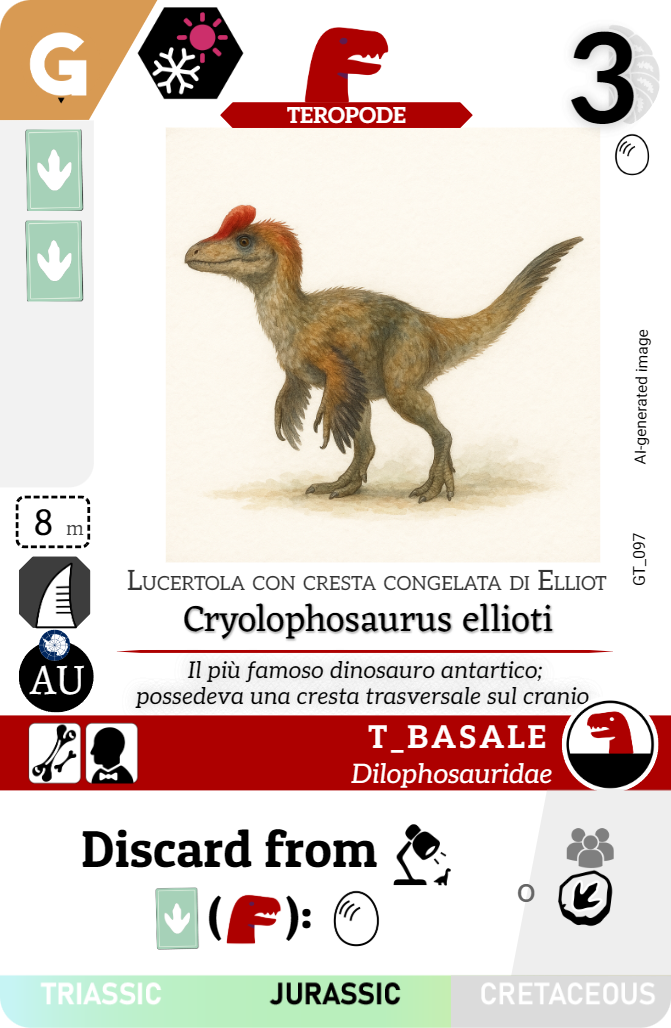 G
3
TEROPODE
AI-generated image
GT_097
8 m
AU
Lucertola con cresta congelata di Elliot
Cryolophosaurus ellioti
Il più famoso dinosauro antartico;
possedeva una cresta trasversale sul cranio
T_BASALE
Dilophosauridae
Discard from
( ):
o
TRIASSIC JURASSIC CRETACEOUS